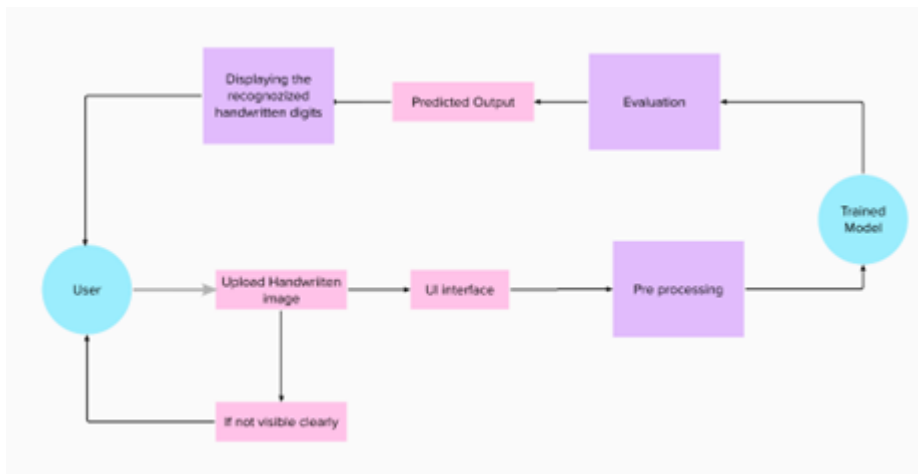 Displaying the
recognozized
handwritten digits
Predicted Output
Evaluation
Trained
Model
User
Upload Handwriiten
image
UI interface
Pre processing
If not visible clearly